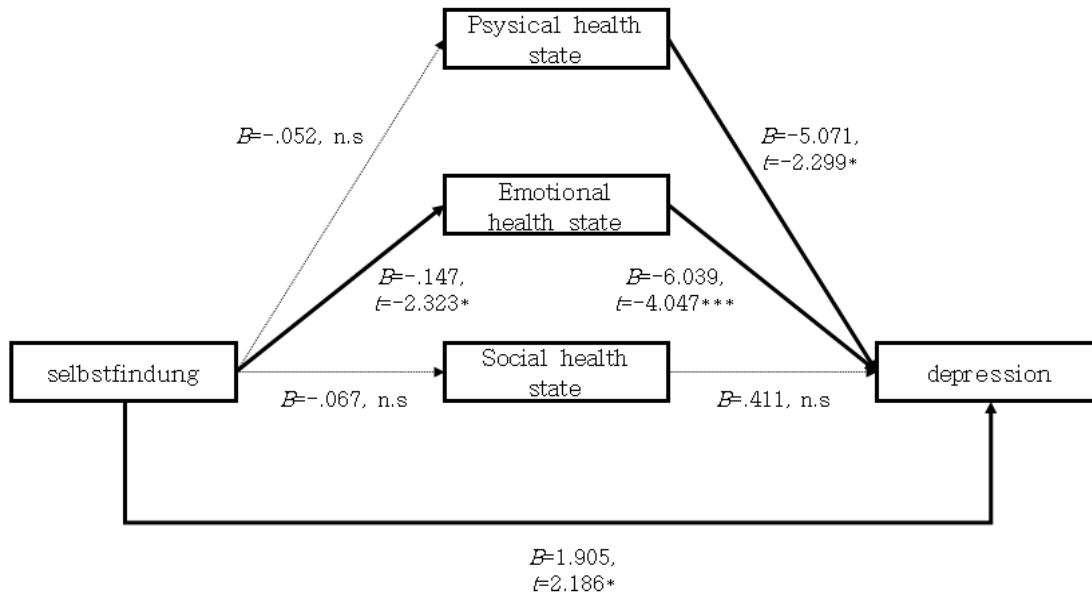 Psysical health
state
B=-.052, n.s
B=-5.071,
t=-2.299*
Emotional
health state
B=-.147,
t=-2.323*
B=-6.039,
t=-4.047***
selbstfindung
Social health
state
depression
B=-.067, n.s
B=.411, n.s
B=1.905,
t=2.186*